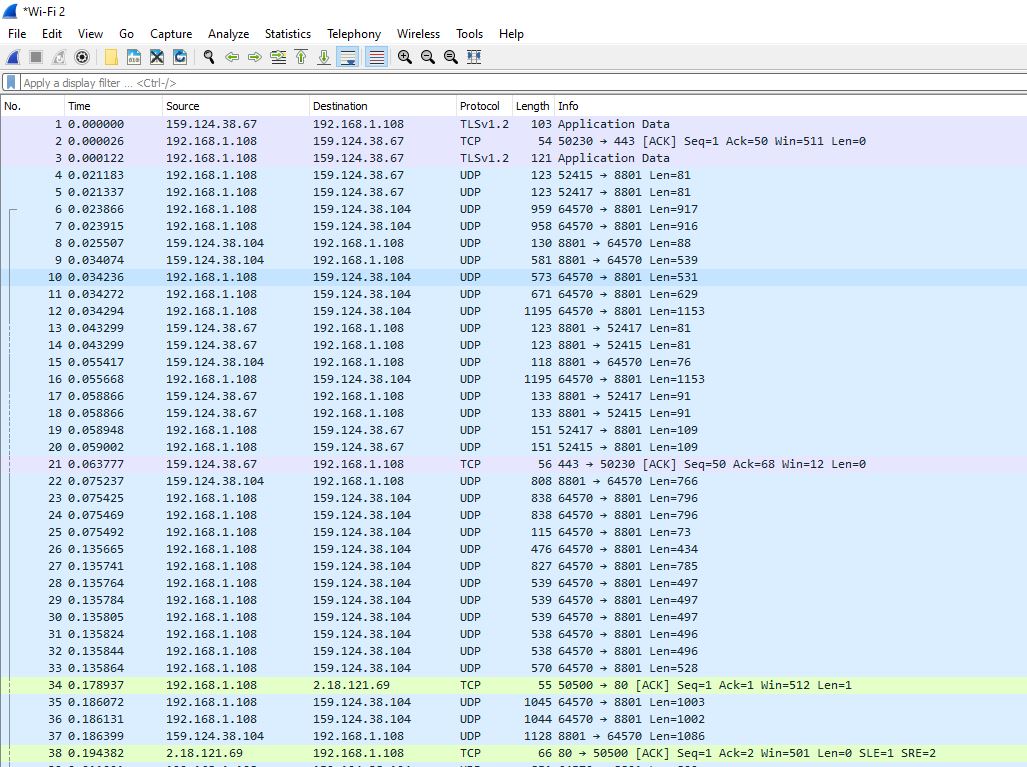 *Wi-Fi 2
File Edit View Go Capture Analyze Statistics Telephony Wireless Tools Help
Apply a display filter ... <Ctrl-/>
No. Time Source Destination Protocol Length Info
1 0.000000 159.124.38.67 192.168.1.108 TLSv1.2 103 Application Data
2 0.000026 192.168.1.108 159.124.38.67 TCP 54 50230 → 443 [ACK] Seq=1 Ack=50 Win=511 Len=0
3 0.000122 192.168.1.108 159.124.38.67 TLSv1.2 121 Application Data
4 0.021183 192.168.1.108 159.124.38.67 UDP 123 52415 → 8801 Len=81
5 0.021337 192.168.1.108 159.124.38.67 UDP 123 52417 → 8801 Len=81
6 0.023866 192.168.1.108 159.124.38.104 UDP 959 64570 → 8801 Len=917
7 0.023915 192.168.1.108 159.124.38.104 UDP 958 64570 → 8801 Len=916
8 0.025507 159.124.38.104 192.168.1.108 UDP 130 8801 → 64570 Len=88
9 0.034074 159.124.38.104 192.168.1.108 UDP 581 8801 → 64570 Len=539
10 0.034236 192.168.1.108 159.124.38.104 UDP 573 64570 → 8801 Len=531
11 0.034272 192.168.1.108 159.124.38.104 UDP 671 64570 → 8801 Len=629
12 0.034294 192.168.1.108 159.124.38.104 UDP 1195 64570 → 8801 Len=1153
13 0.043299 159.124.38.67 192.168.1.108 UDP 123 8801 → 52417 Len=81
14 0.043299 159.124.38.67 192.168.1.108 UDP 123 8801 → 52415 Len=81
15 0.055417 159.124.38.104 192.168.1.108 UDP 118 8801 → 64570 Len=76
16 0.055668 192.168.1.108 159.124.38.104 UDP 1195 64570 → 8801 Len=1153
17 0.058866 159.124.38.67 192.168.1.108 UDP 133 8801 → 52417 Len=91
18 0.058866 159.124.38.67 192.168.1.108 UDP 133 8801 → 52415 Len=91
19 0.058948 192.168.1.108 159.124.38.67 UDP 151 52417 → 8801 Len=109
20 0.059002 192.168.1.108 159.124.38.67 UDP 151 52415 → 8801 Len=109
21 0.063777 159.124.38.67 192.168.1.108 TCP 56 443 → 50230 [ACK] Seq=50 Ack=68 Win=12 Len=0
22 0.075237 159.124.38.104 192.168.1.108 UDP 808 8801 → 64570 Len=766
23 0.075425 192.168.1.108 159.124.38.104 UDP 838 64570 → 8801 Len=796
24 0.075469 192.168.1.108 159.124.38.104 UDP 838 64570 → 8801 Len=796
25 0.075492 192.168.1.108 159.124.38.104 UDP 115 64570 → 8801 Len=73
26 0.135665 192.168.1.108 159.124.38.104 UDP 476 64570 → 8801 Len=434
27 0.135741 192.168.1.108 159.124.38.104 UDP 827 64570 → 8801 Len=785
28 0.135764 192.168.1.108 159.124.38.104 UDP 539 64570 → 8801 Len=497
29 0.135784 192.168.1.108 159.124.38.104 UDP 539 64570 → 8801 Len=497
30 0.135805 192.168.1.108 159.124.38.104 UDP 539 64570 → 8801 Len=497
31 0.135824 192.168.1.108 159.124.38.104 UDP 538 64570 → 8801 Len=496
32 0.135844 192.168.1.108 159.124.38.104 UDP 538 64570 → 8801 Len=496
33 0.135864 192.168.1.108 159.124.38.104 UDP 570 64570 → 8801 Len=528
34 0.178937 192.168.1.108 2.18.121.69 TCP 55 50500 → 80 [ACK] Seq=1 Ack=1 Win=512 Len=1
35 0.186072 192.168.1.108 159.124.38.104 UDP 1045 64570 → 8801 Len=1003
36 0.186131 192.168.1.108 159.124.38.104 UDP 1044 64570 → 8801 Len=1002
37 0.186399 159.124.38.104 192.168.1.108 UDP 1128 8801 → 64570 Len=1086
38 0.194382 2.18.121.69 192.168.1.108 TCP 66 80 → 50500 [ACK] Seq=1 Ack=2 Win=501 Len=0 SLE=1 SRE=2